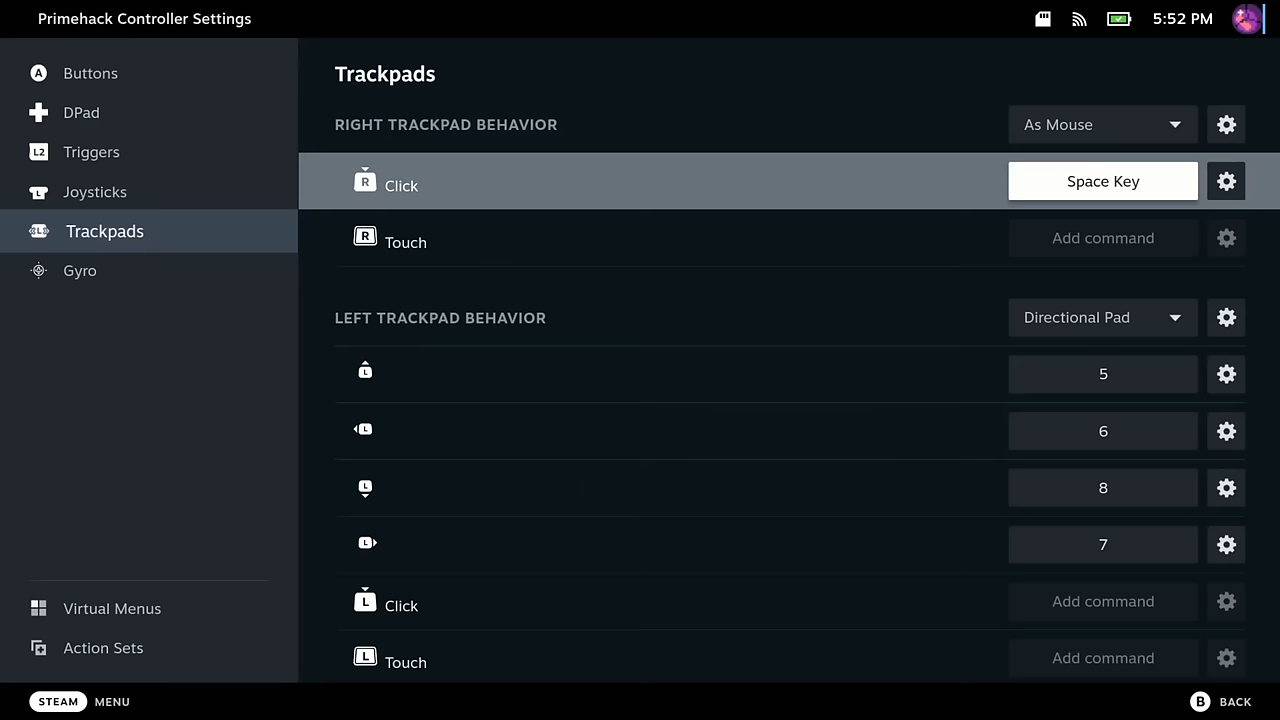 Primehack Controller Settings
5:52 PM
A Buttons
DPad
L2 Triggers
L Joysticks
L Trackpads
Gyro
Virtual Menus
Action Sets
Trackpads
RIGHT TRACKPAD BEHAVIOR
As Mouse
R Click
Space Key
R Touch
Add command
LEFT TRACKPAD BEHAVIOR
Directional Pad
L
5
L
6
L
8
L
7
L Click
Add command
L Touch
Add command
STEAM MENU
B BACK